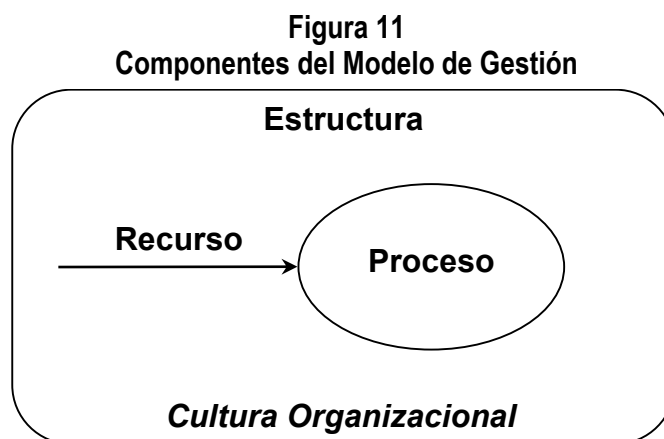 Figura 11
Componentes del Modelo de Gestión
Estructura
Recurso
Proceso
Cultura Organizacional